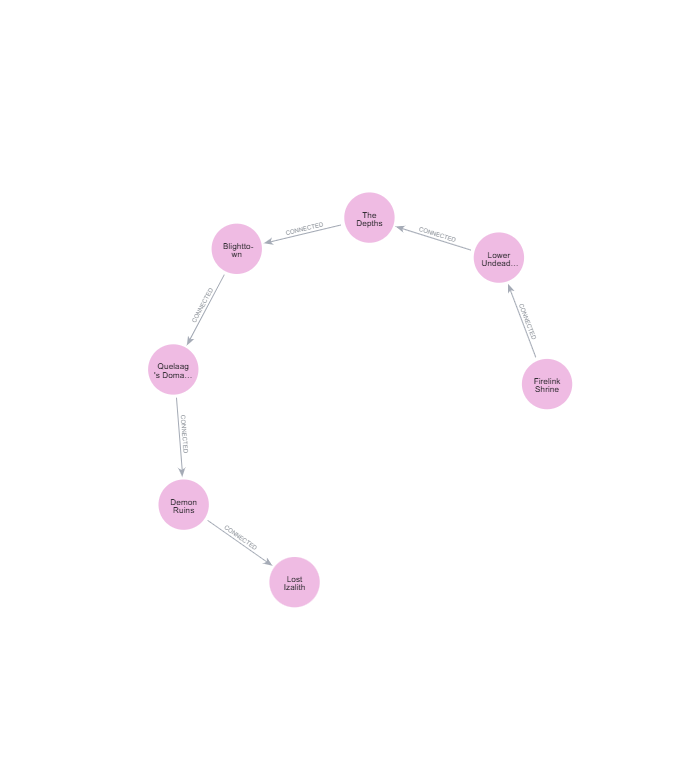 The
Depths
CONNECTED
CONNECTED
Blightto-
wn
Lower
Undead...
CONNECTED
CONNECTED
Quelaag
's Doma...
Firelink
Shrine
CONNECTED
Demon
Ruins
CONNECTED
Lost
Izalith